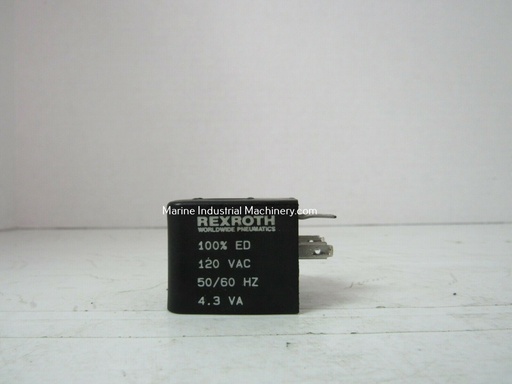 Marine Industrial Machinery.com
REXROTH
WORLDWIDE PNEUMATICS
100% ED
120 VAC
50/60 HZ
4.3 VA